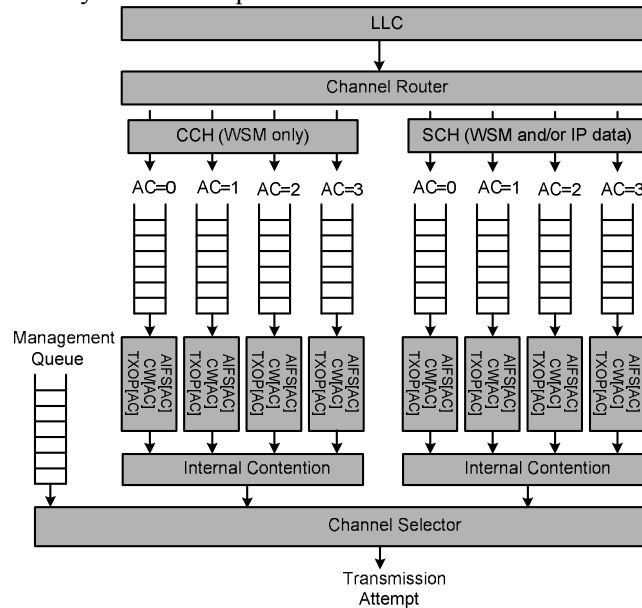 LLC
Channel Router
CCH (WSM only)
SCH (WSM and/or IP data)
AC=0
AC=1
AC=2
AC=3
AC=0
AC=1
AC=2
AC=3
Management
Queue
AIFS[AC]
CW[AC]
TXOP[AC]
AIFS[AC]
CW[AC]
TXOP[AC]
AIFS[AC]
CW[AC]
TXOP[AC]
AIFS[AC]
CW[AC]
TXOP[AC]
AIFS[AC]
CW[AC]
TXOP[AC]
AIFS[AC]
CW[AC]
TXOP[AC]
AIFS[AC]
CW[AC]
TXOP[AC]
AIFS[AC]
CW[AC]
TXOP[AC]
Internal Contention
Internal Contention
Channel Selector
Transmission
Attempt